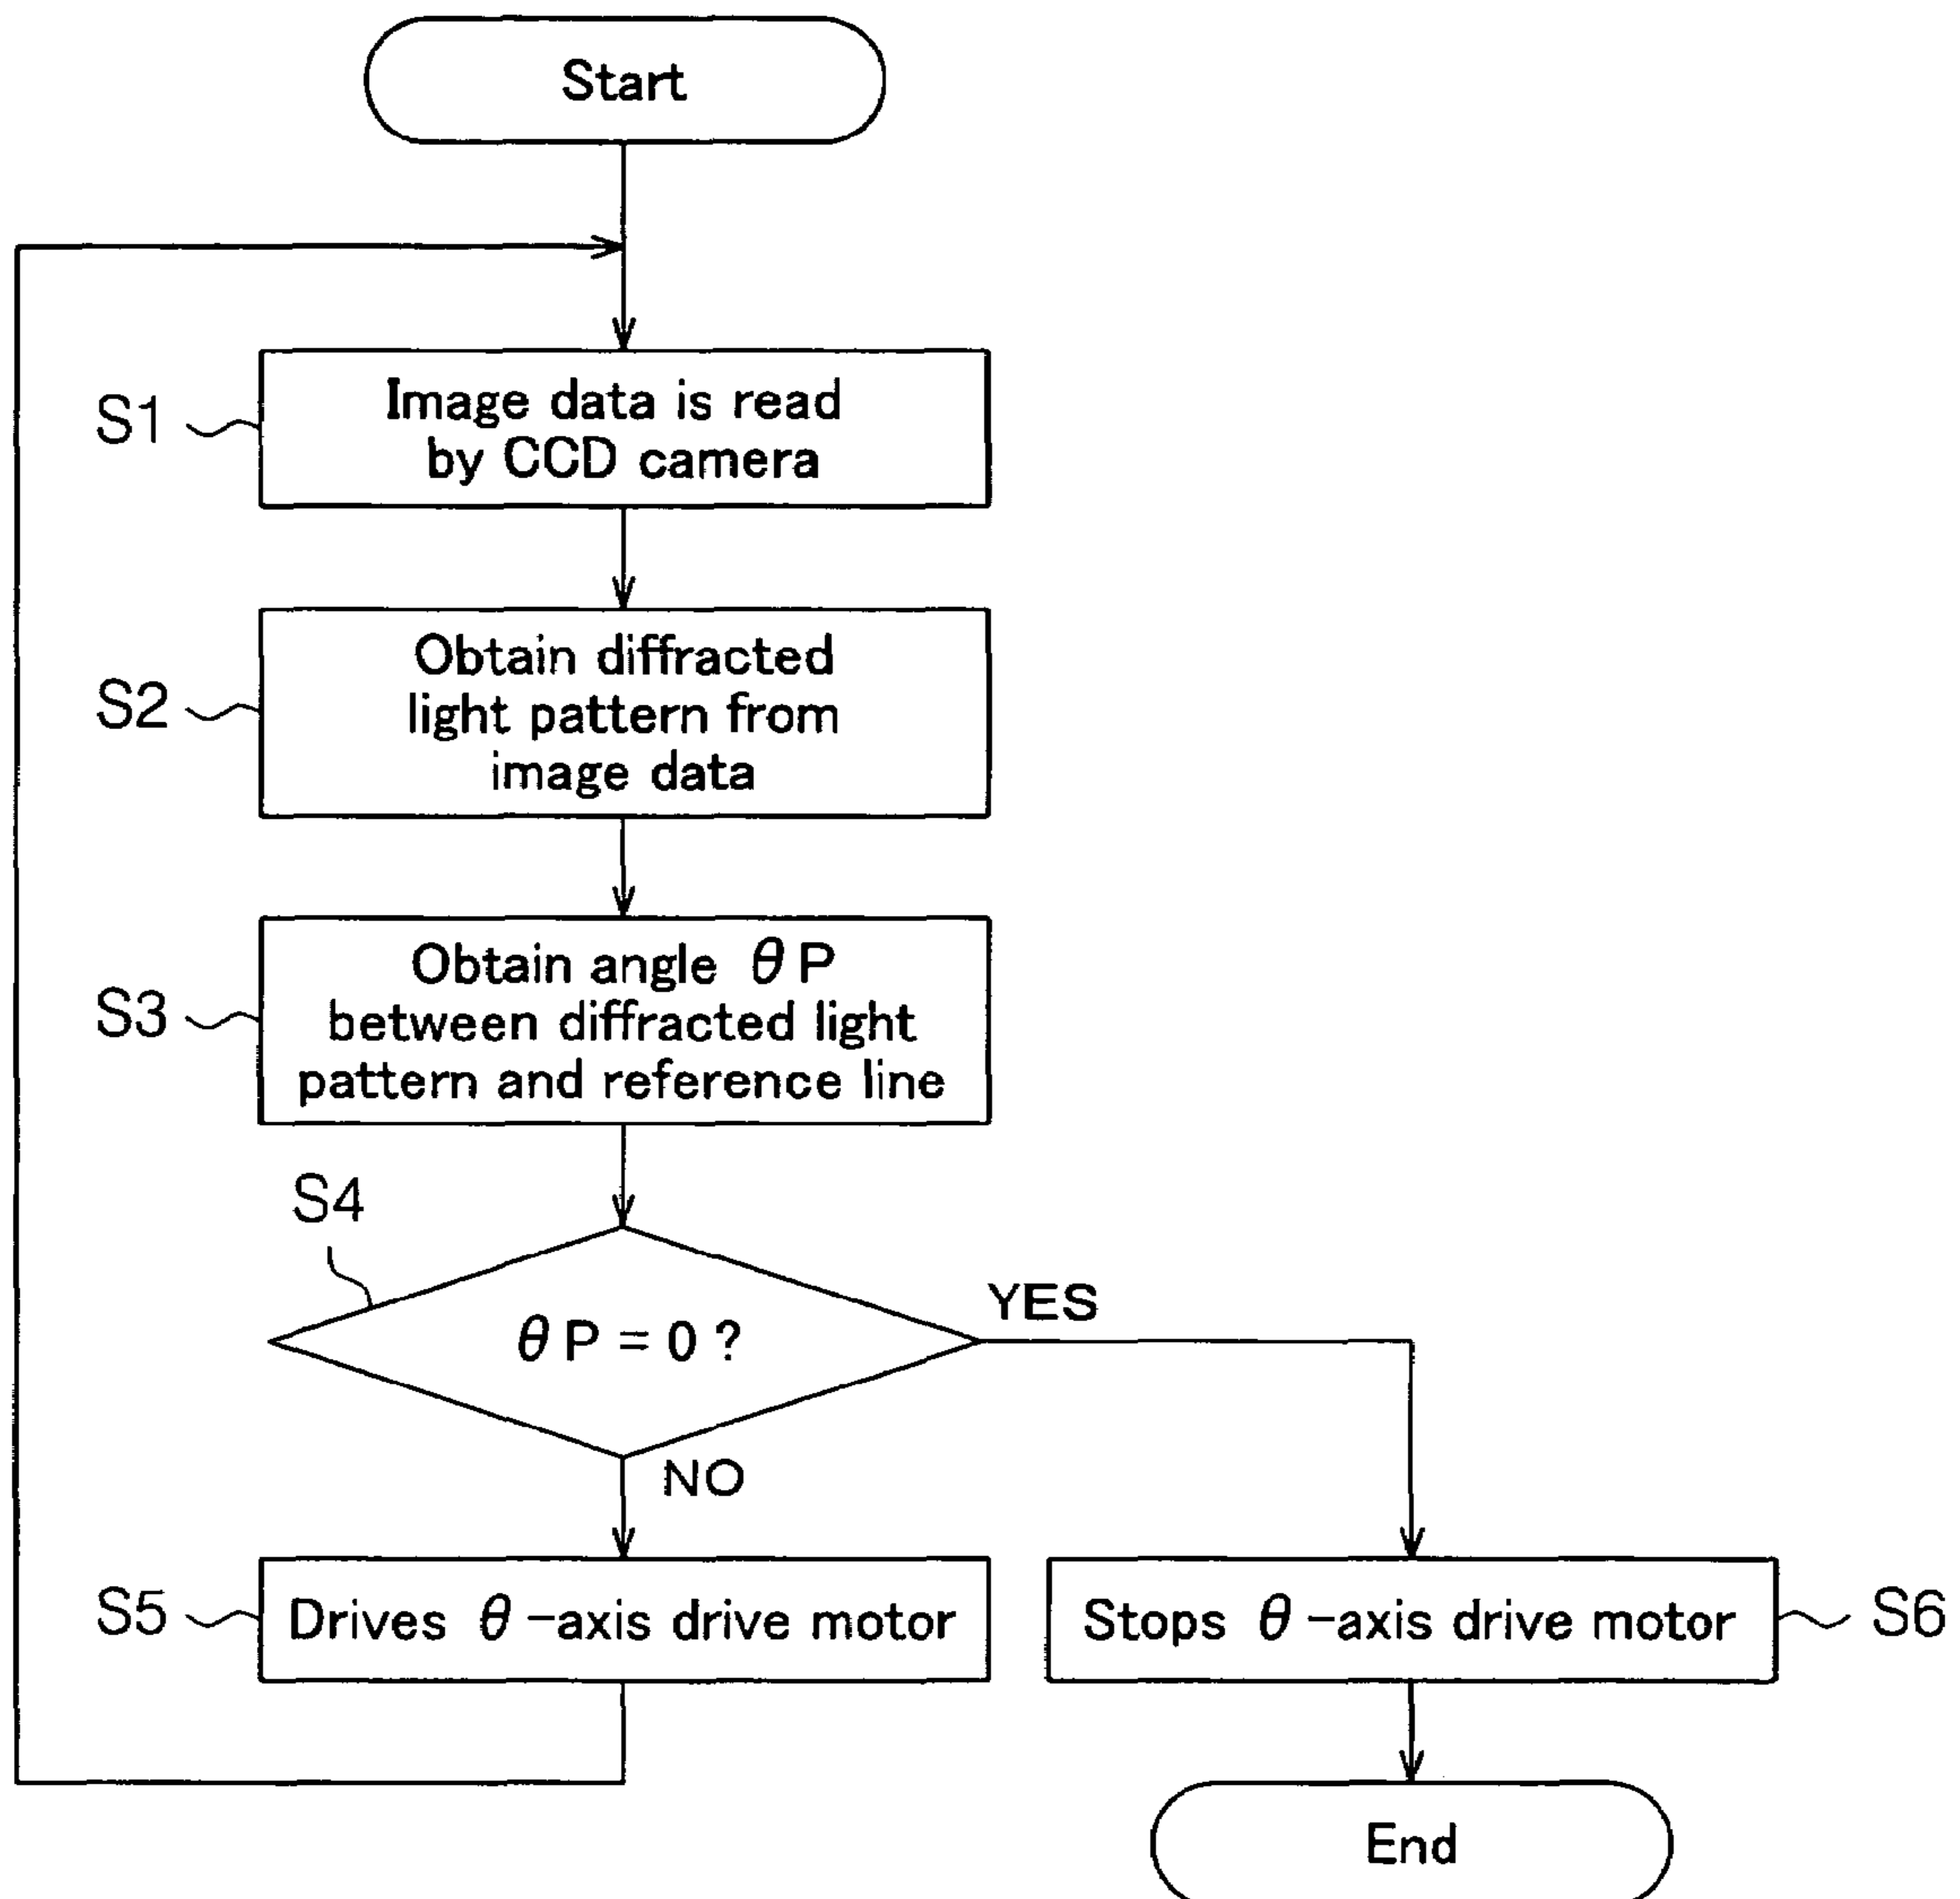 Start
S1
Image data is read
by CCD camera
S2
Obtain diffracted
light pattern from
image data
S3
Obtain angle θP
between diffracted light
pattern and reference line
S4
θP = 0 ?
YES
NO
S5
Drives θ-axis drive motor
Stops θ-axis drive motor
S6
End